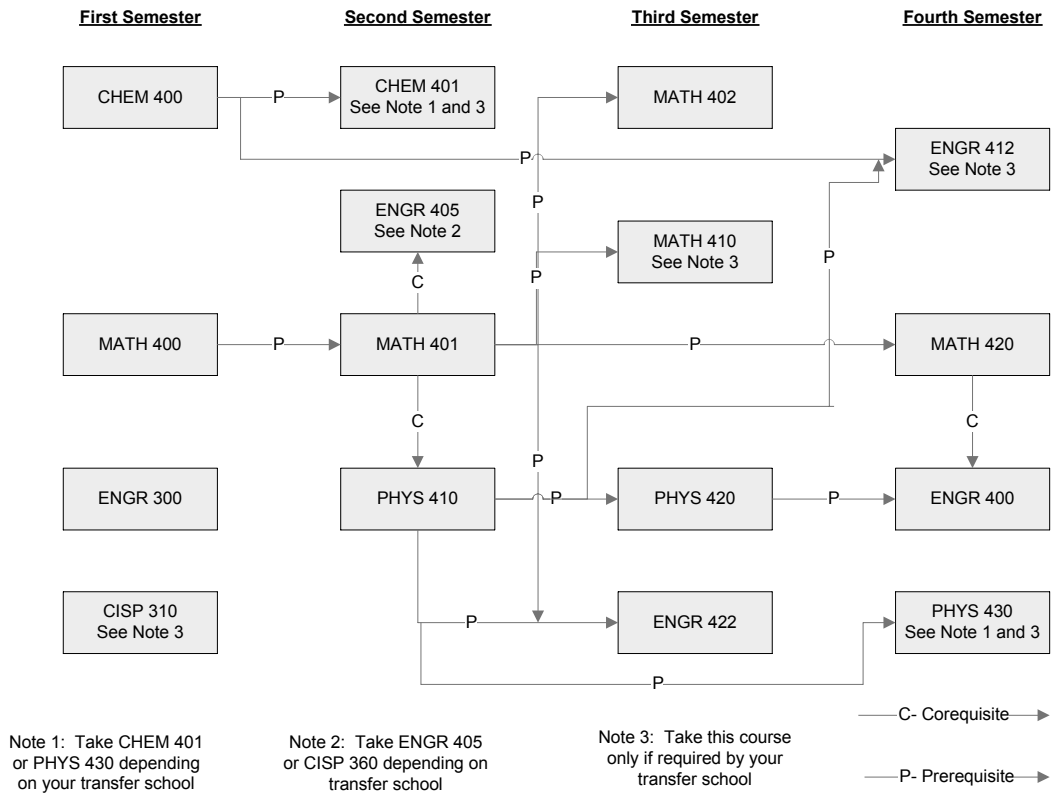 First Semester
Second Semester
Third Semester
Fourth Semester
CHEM 400
P
CHEM 401
See Note 1 and 3
MATH 402
P
ENGR 412
See Note 3
ENGR 405
See Note 2
P
MATH 410
See Note 3
P
P
C
MATH 400
P
MATH 401
P
MATH 420
C
C
P
ENGR 300
PHYS 410
P
PHYS 420
P
ENGR 400
CISP 310
See Note 3
P
ENGR 422
PHYS 430
See Note 1 and 3
P
C- Corequisite
P- Prerequisite
Note 1: Take CHEM 401
or PHYS 430 depending
on your transfer school
Note 2: Take ENGR 405
or CISP 360 depending on
transfer school
Note 3: Take this course
only if required by your
transfer school